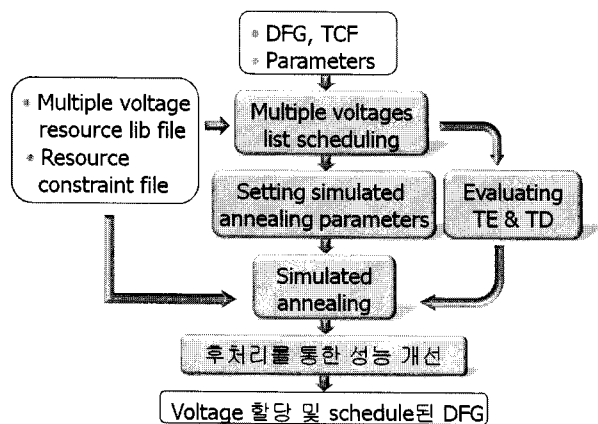 • DFG, TCF
• Parameters
• Multiple voltage
resource lib file
• Resource
constraint file
Multiple voltages
list scheduling
Setting simulated
annealing parameters
Evaluating
TE & TD
Simulated
annealing
후처리를 통한 성능 개선
Voltage 할당 및 schedule된 DFG